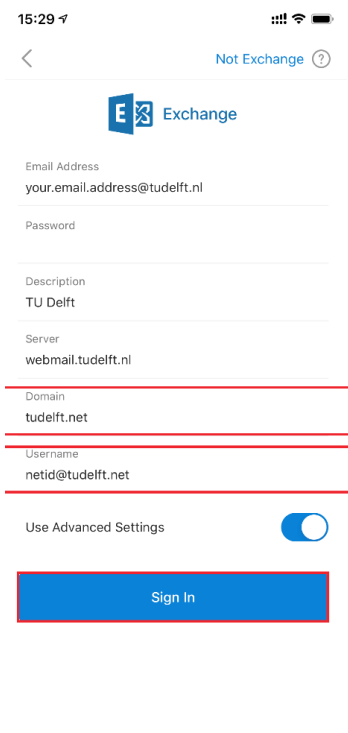 15:29
Not Exchange ?
E Exchange
Email Address
your.email.address@tudelft.nl
Password
Description
TU Delft
Server
webmail.tudelft.nl
Domain
tudelft.net
Username
netid@tudelft.net
Use Advanced Settings
Sign In